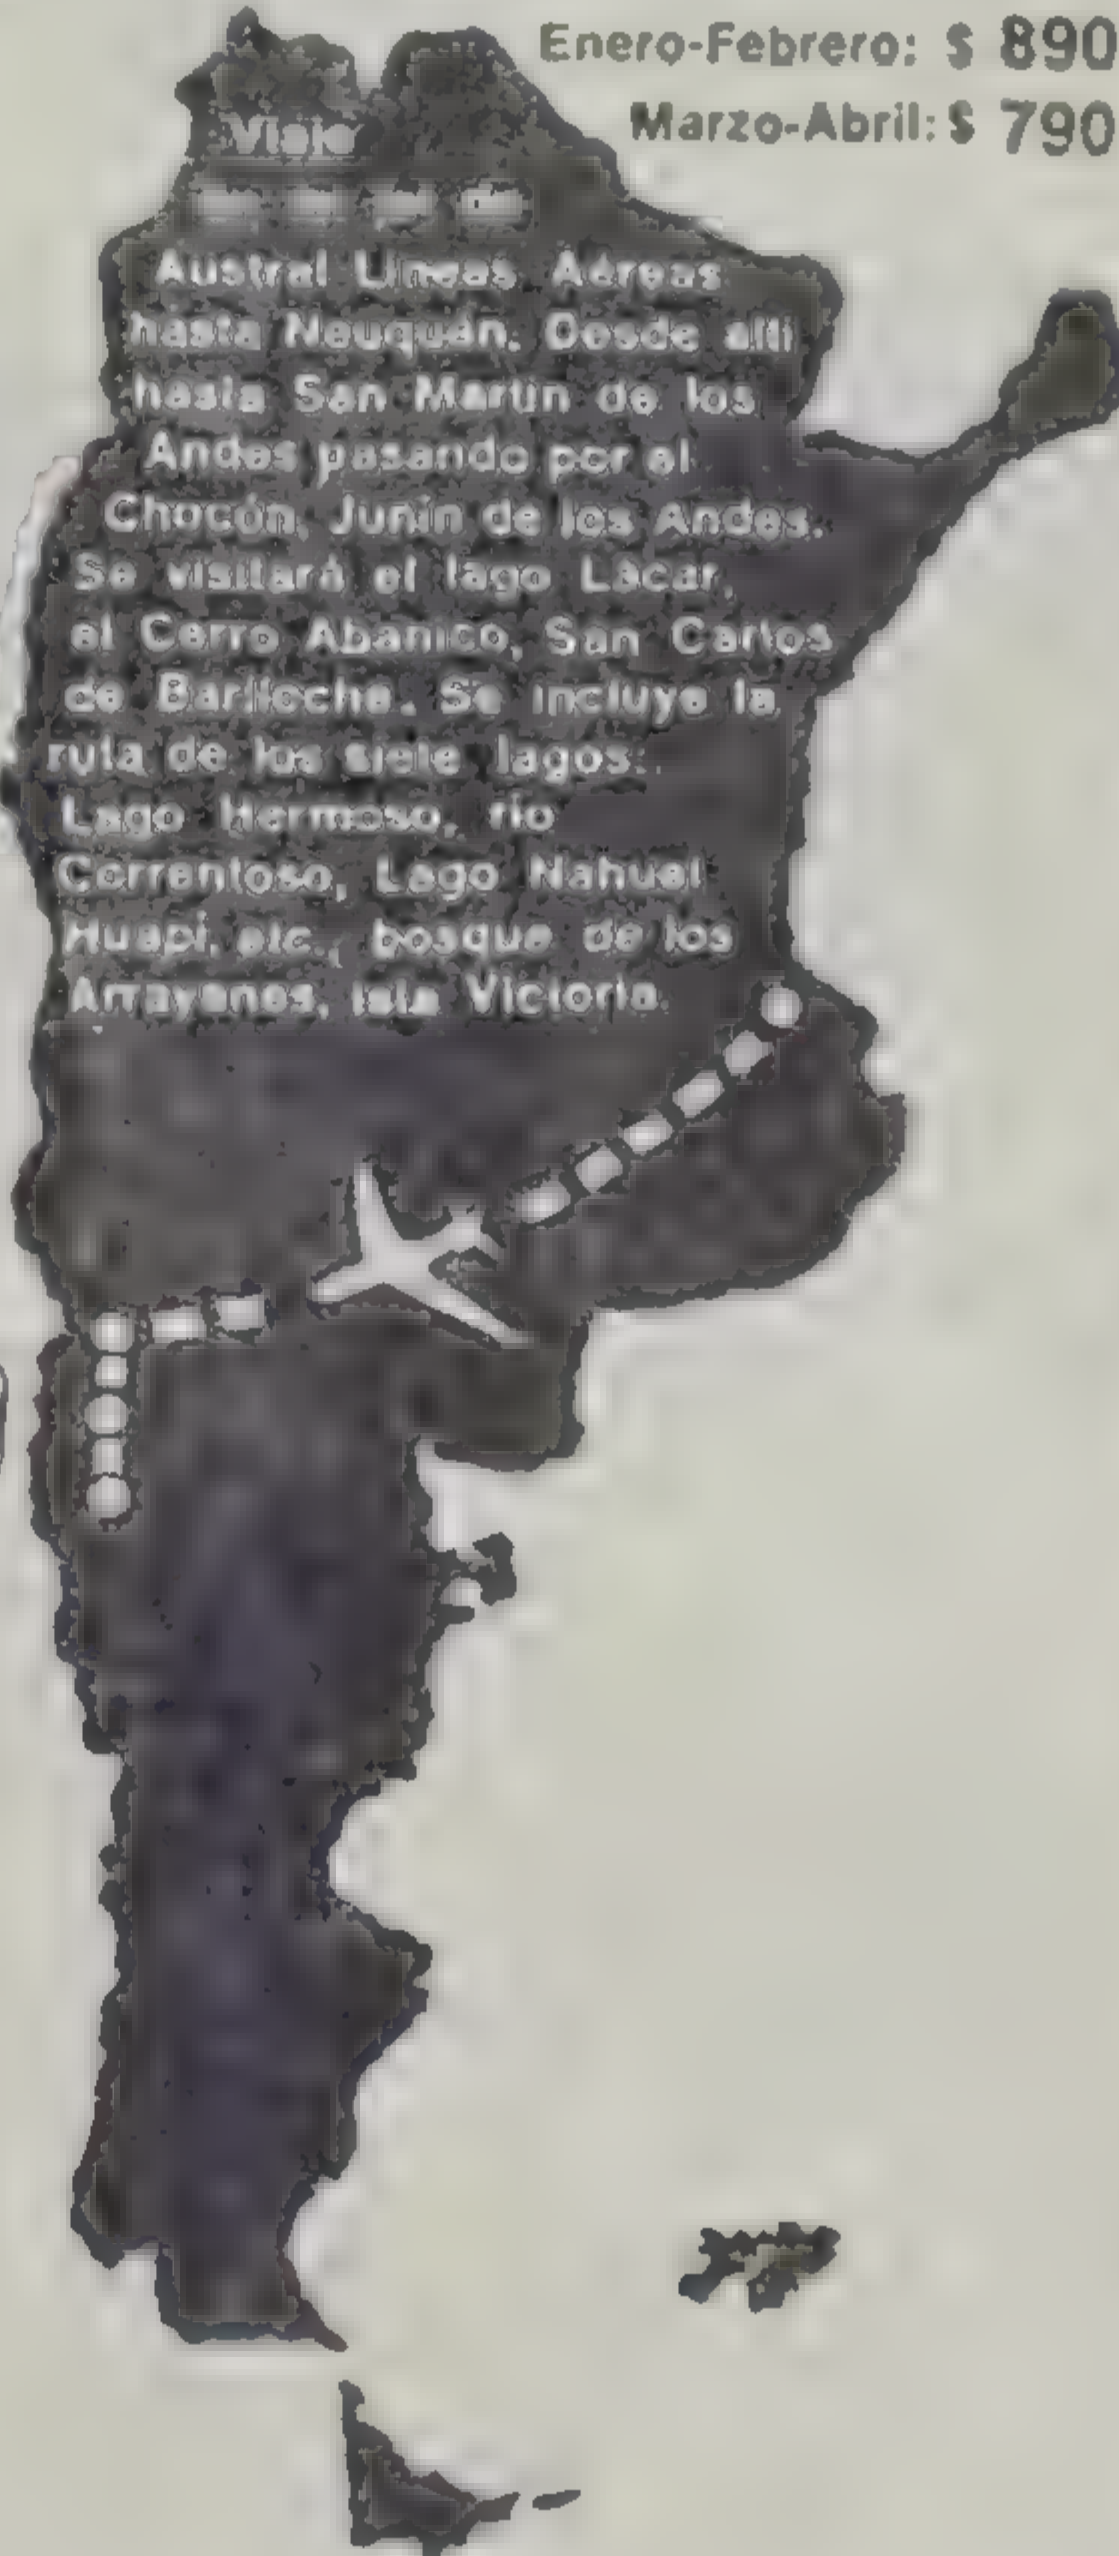 Enero-Febrero: $ 890
Marzo-Abril: $ 790
Austral Líneas Aéreas
hasta Neuquén. Desde allí
hasta San Martín de los
Andes pasando por el
Chocón, Junín de los Andes.
Se visitará el lago Lácar,
el Cerro Abanico, San Carlos
de Bariloche. Se incluye la
ruta de los siete lagos:
Lago Hermoso, río
Correntoso, Lago Nahuel
Huapi, etc., bosque de los
Arrayanes, isla Victoria.